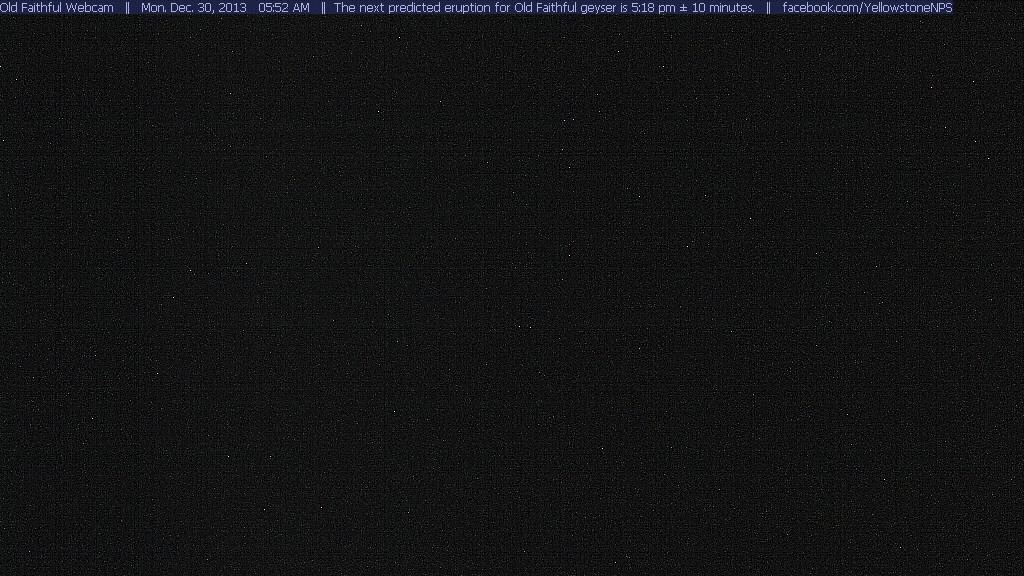 Old Faithful Webcam || Mon. Dec. 30, 2013 05:52 AM || The next predicted eruption for Old Faithful geyser is 5:18 pm ± 10 minutes. || facebook.com/YellowstoneNPS